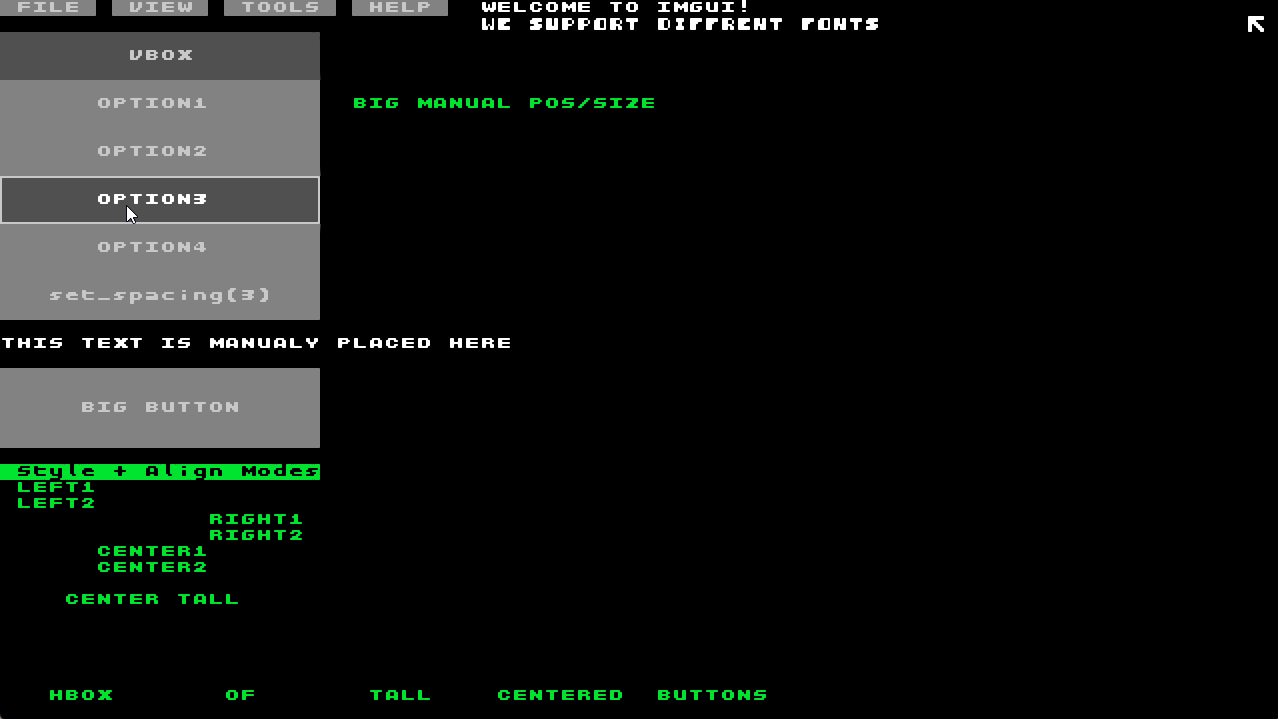 FILE VIEW TOOLS HELP WELCOME TO IMGUI!
WE SUPPORT DIFFRENT FONTS
VBOX
OPTION1 BIG MANUAL POS/SIZE
OPTION2
OPTION3
OPTION4
set_spacing(3)
THIS TEXT IS MANUALY PLACED HERE
BIG BUTTON
Style + Align Modes
LEFT1
LEFT2
RIGHT1
RIGHT2
CENTER1
CENTER2
CENTER TALL
HBOX OF TALL CENTERED BUTTONS